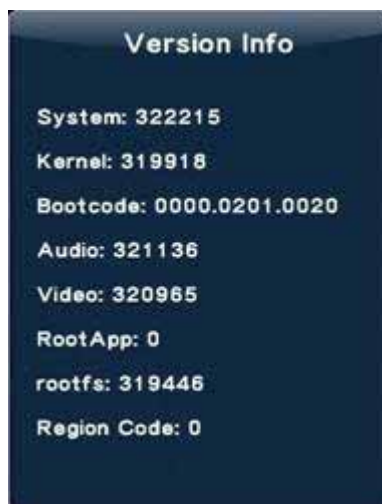 Version Info
System: 322215
Kernel: 319918
Bootcode: 0000.0201.0020
Audio: 321136
Video: 320965
RootApp: 0
rootfs: 319446
Region Code: 0